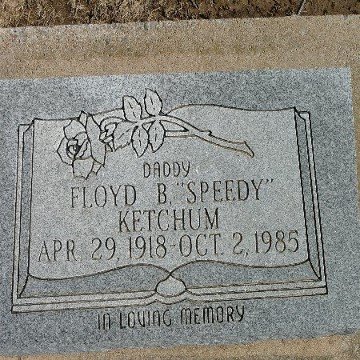 DADDY
FLOYD B. "SPEEDY"
KETCHUM
APR. 29, 1918 - OCT. 2, 1985
IN LOVING MEMORY